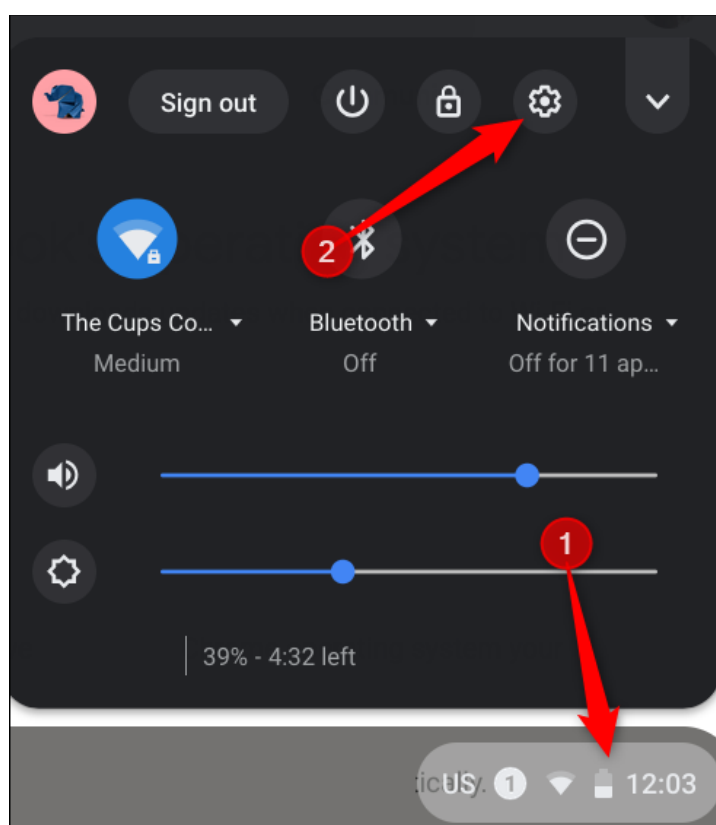 Sign out
2
The Cups Co... Bluetooth Notifications
Medium Off Off for 11 ap...
1
39% - 4:32 left
tically. US 1 12:03